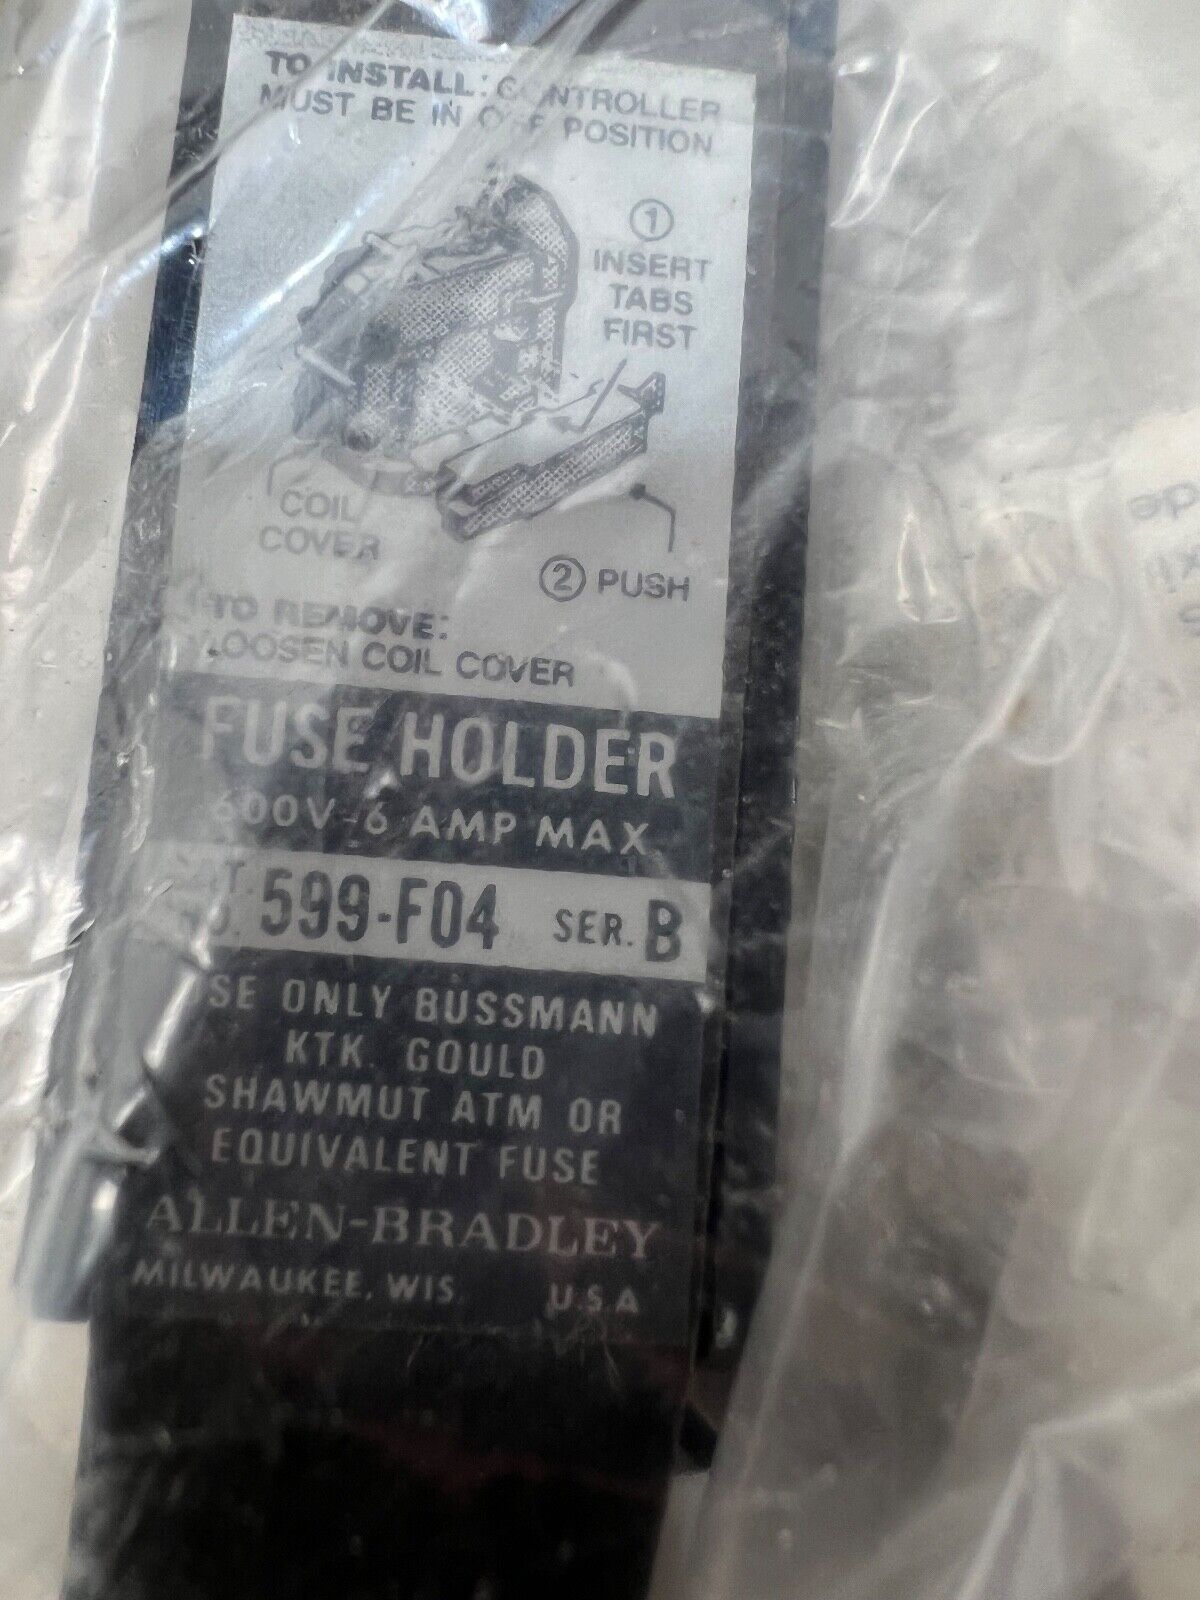 TO INSTALL: CONTROLLER
MUST BE IN OFF POSITION
1
INSERT
TABS
FIRST
COIL
COVER
2 PUSH
TO REMOVE:
LOOSEN COIL COVER
FUSE HOLDER
600V-6 AMP MAX
599-F04 SER. B
USE ONLY BUSSMANN
KTK. GOULD
SHAWMUT ATM OR
EQUIVALENT FUSE
ALLEN-BRADLEY
MILWAUKEE, WIS. U.S.A